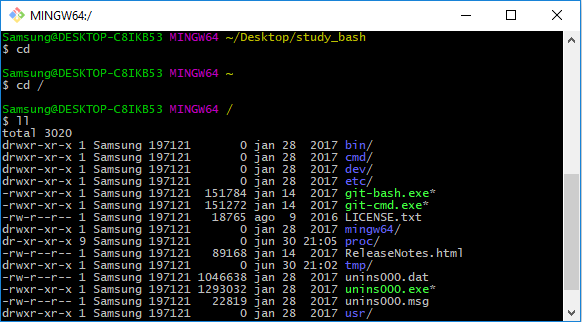 MINGW64:/
Samsung@DESKTOP-C8IKB53 MINGW64 ~/Desktop/study_bash
$ cd
Samsung@DESKTOP-C8IKB53 MINGW64 ~
$ cd /
Samsung@DESKTOP-C8IKB53 MINGW64 /
$ ll
total 3020
drwxr-xr-x 1 Samsung 197121       0 jan 28  2017 bin/
drwxr-xr-x 1 Samsung 197121       0 jan 28  2017 cmd/
drwxr-xr-x 1 Samsung 197121       0 jan 28  2017 dev/
drwxr-xr-x 1 Samsung 197121       0 jan 28  2017 etc/
-rwxr-xr-x 1 Samsung 197121  151784 jan 14  2017 git-bash.exe*
-rwxr-xr-x 1 Samsung 197121  151272 jan 14  2017 git-cmd.exe*
-rw-r--r-- 1 Samsung 197121   18765 ago  9  2016 LICENSE.txt
drwxr-xr-x 1 Samsung 197121       0 jan 28  2017 mingw64/
dr-xr-xr-x 9 Samsung 197121       0 jun 30 21:05 proc/
-rw-r--r-- 1 Samsung 197121   89168 jan 14  2017 ReleaseNotes.html
drwxr-xr-x 1 Samsung 197121       0 jun 30 21:02 tmp/
-rw-r--r-- 1 Samsung 197121 1046638 jan 28  2017 unins000.dat
-rwxr-xr-x 1 Samsung 197121 1293032 jan 28  2017 unins000.exe*
-rw-r--r-- 1 Samsung 197121   22819 jan 28  2017 unins000.msg
drwxr-xr-x 1 Samsung 197121       0 jan 28  2017 usr/